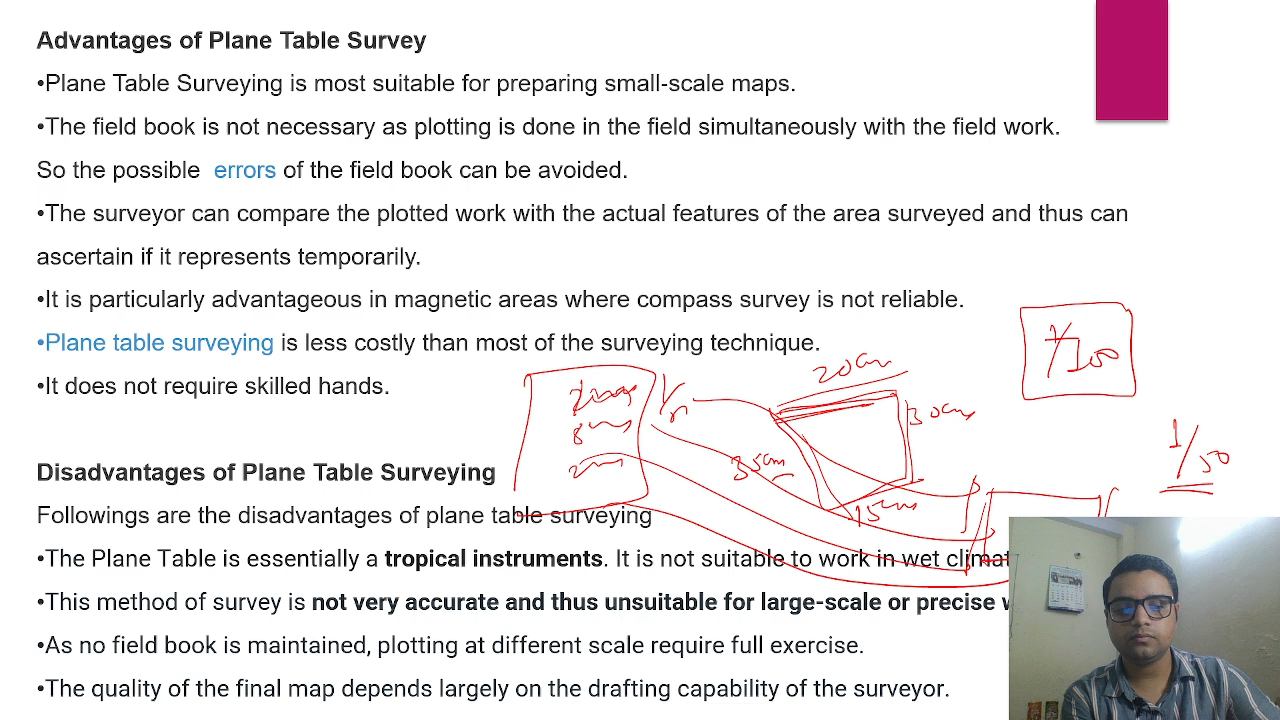 Advantages of Plane Table Survey
•Plane Table Surveying is most suitable for preparing small-scale maps.
•The field book is not necessary as plotting is done in the field simultaneously with the field work.
So the possible errors of the field book can be avoided.
•The surveyor can compare the plotted work with the actual features of the area surveyed and thus can
ascertain if it represents temporarily.
•It is particularly advantageous in magnetic areas where compass survey is not reliable.
•Plane table surveying is less costly than most of the surveying technique.
•It does not require skilled hands.
1/100
20cm
1/n
30cm
35cm
15cm
1/50
Disadvantages of Plane Table Surveying
Followings are the disadvantages of plane table surveying
•The Plane Table is essentially a tropical instruments. It is not suitable to work in wet climat
•This method of survey is not very accurate and thus unsuitable for large-scale or precise
•As no field book is maintained, plotting at different scale require full exercise.
•The quality of the final map depends largely on the drafting capability of the surveyor.